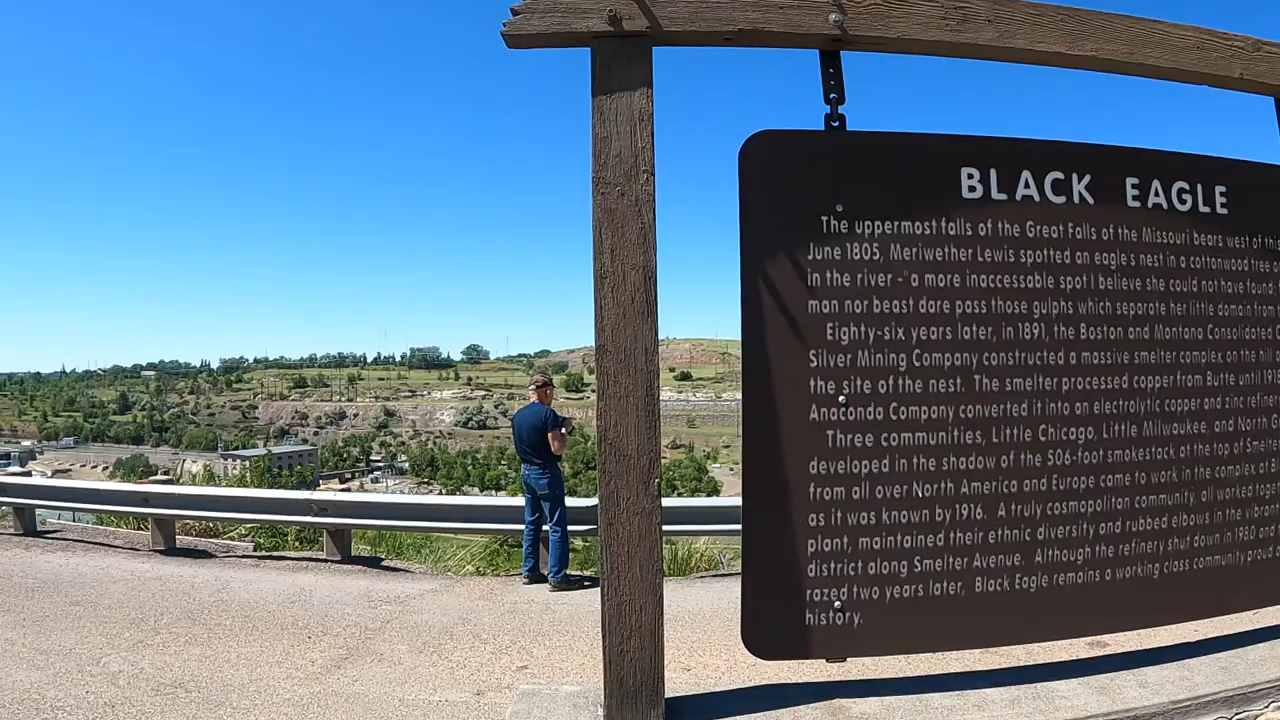 BLACK EAGLE
The uppermost falls of the Great Falls of the Missouri bears west of this
June 1805, Meriwether Lewis spotted an eagle's nest in a cottonwood tree
in the river - "a more inaccessable spot I believe she could not have found
man nor beast dare pass those gulphs which separate her little domain from
Eighty-six years later, in 1891, the Boston and Montana Consolidated
Silver Mining Company constructed a massive smelter complex on the hill
the site of the nest. The smelter processed copper from Butte until 1918
Anaconda Company converted it into an electrolytic copper and zinc refinery
Three communities, Little Chicago, Little Milwaukee, and North
developed in the shadow of the 506-foot smokestack at the top of Smelter
from all over North America and Europe came to work in the complex at
as it was known by 1916. A truly cosmopolitan community, all worked together
plant, maintained their ethnic diversity and rubbed elbows in the vibrant
district along Smelter Avenue. Although the refinery shut down in 1980 and
razed two years later, Black Eagle remains a working class community proud
history.